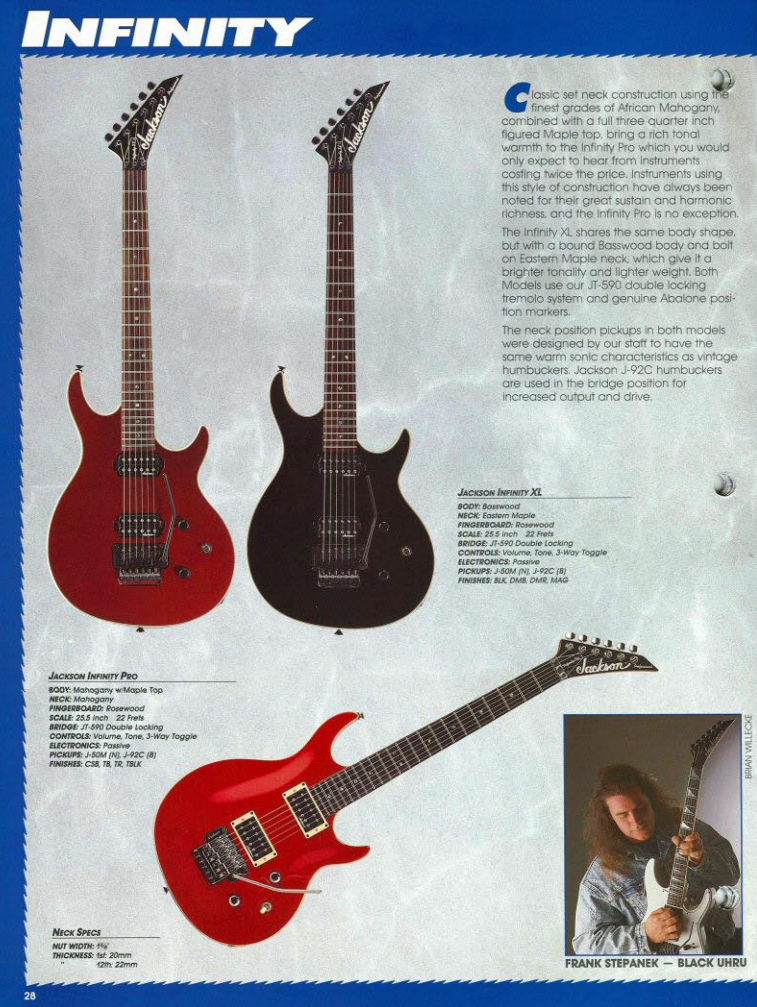 INFINITY
Classic set neck construction using the
finest grades of African Mahogany,
combined with a full three quarter inch
figured Maple top, bring a rich tonal
warmth to the Infinity Pro which you would
only expect to hear from instruments
costing twice the price. Instruments using
this style of construction have always been
noted for their great sustain and harmonic
richness, and the Infinity Pro is no exception.
The Infinity XL shares the same body shape,
but with a bound Basswood body and bolt
on Eastern Maple neck, which give it a
brighter tonality and lighter weight. Both
Models use our JT-590 double locking
tremolo system and genuine Abalone posi-
tion markers.
The neck position pickups in both models
were designed by our staff to have the
same warm sonic characteristics as vintage
humbuckers. Jackson J-92C humbuckers
are used in the bridge position for
increased output and drive.
Jackson
Jackson
JACKSON INFINITY XL
BODY: Basswood
NECK: Eastern Maple
FINGERBOARD: Rosewood
SCALE: 25.5 inch 22 Frets
BRIDGE: JT-590 Double Locking
CONTROLS: Volume, Tone, 3-Way Toggle
ELECTRONICS: Passive
PICKUPS: J-50M (N), J-92C (B)
FINISHES: BLK, DMB, DMR, MAG
Jackson
JACKSON INFINITY PRO
BODY: Mahogany w/Maple Top
NECK: Mahogany
FINGERBOARD: Rosewood
SCALE: 25.5 inch 22 Frets
BRIDGE: JT-590 Double Locking
CONTROLS: Volume, Tone, 3-Way Toggle
ELECTRONICS: Passive
PICKUPS: J-50M (N), J-92C (B)
FINISHES: CSB, TB, TR, TBLK
NECK SPECS
NUT WIDTH:
THICKNESS: 1st: 20mm
" 12th: 22mm
BRIAN WILLECKE
FRANK STEPANEK — BLACK UHRU
28